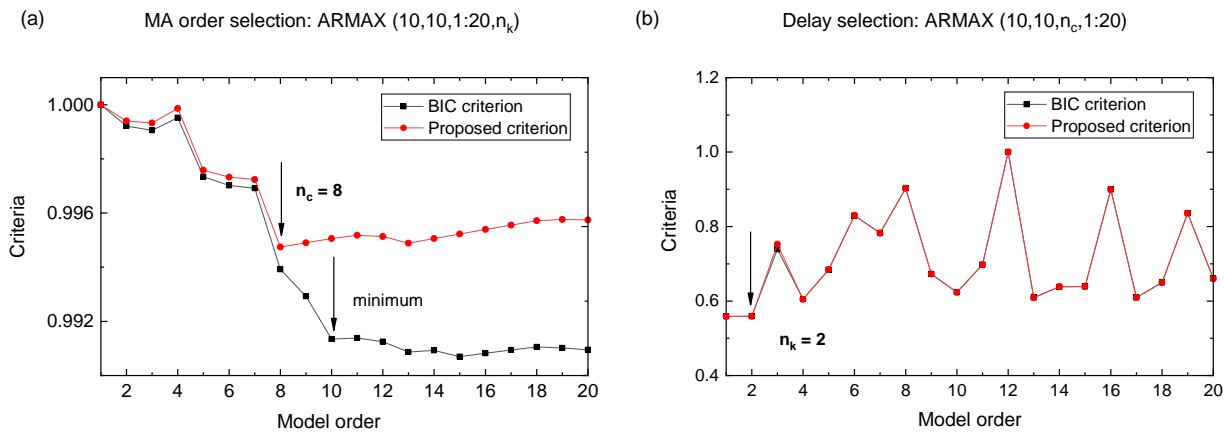 (a)
MA order selection: ARMAX (10,10,1:20,nₖ)
1.000
0.996
0.992
Criteria
BIC criterion
Proposed criterion
n_c = 8
minimum
2 4 6 8 10 12 14 16 18 20
Model order
(b)
Delay selection: ARMAX (10,10,n_c,1:20)
1.2
1.0
0.8
0.6
0.4
Criteria
BIC criterion
Proposed criterion
nₖ = 2
2 4 6 8 10 12 14 16 18 20
Model order